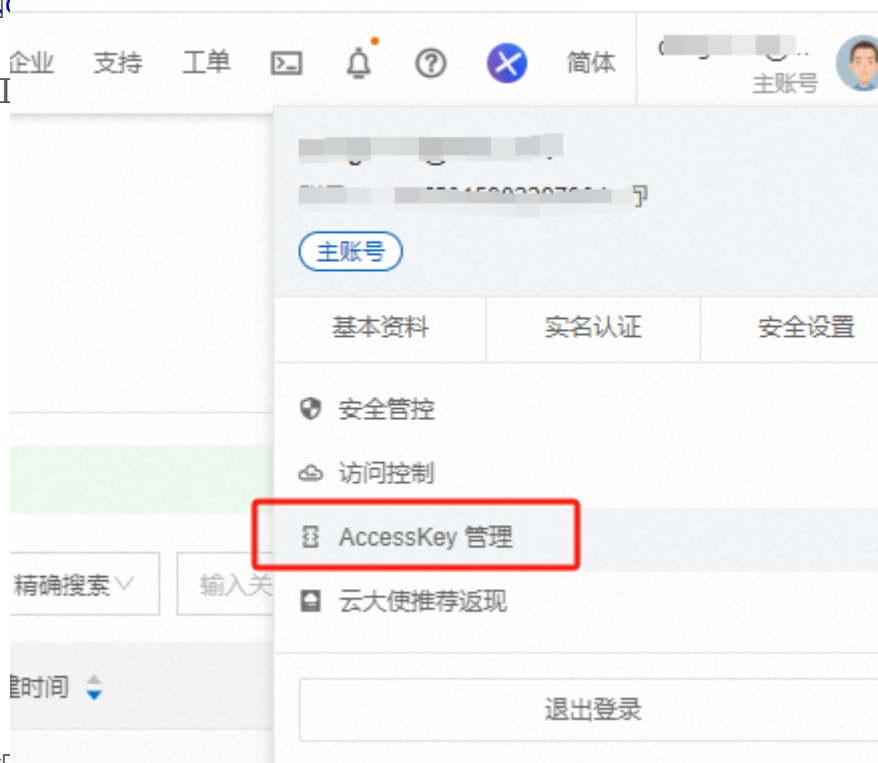 企业 支持 工单 简体
主账号
主账号
基本资料 实名认证 安全设置
安全管控
访问控制
AccessKey 管理
精确搜索 输入关
云大使推荐返现
建时间
退出登录